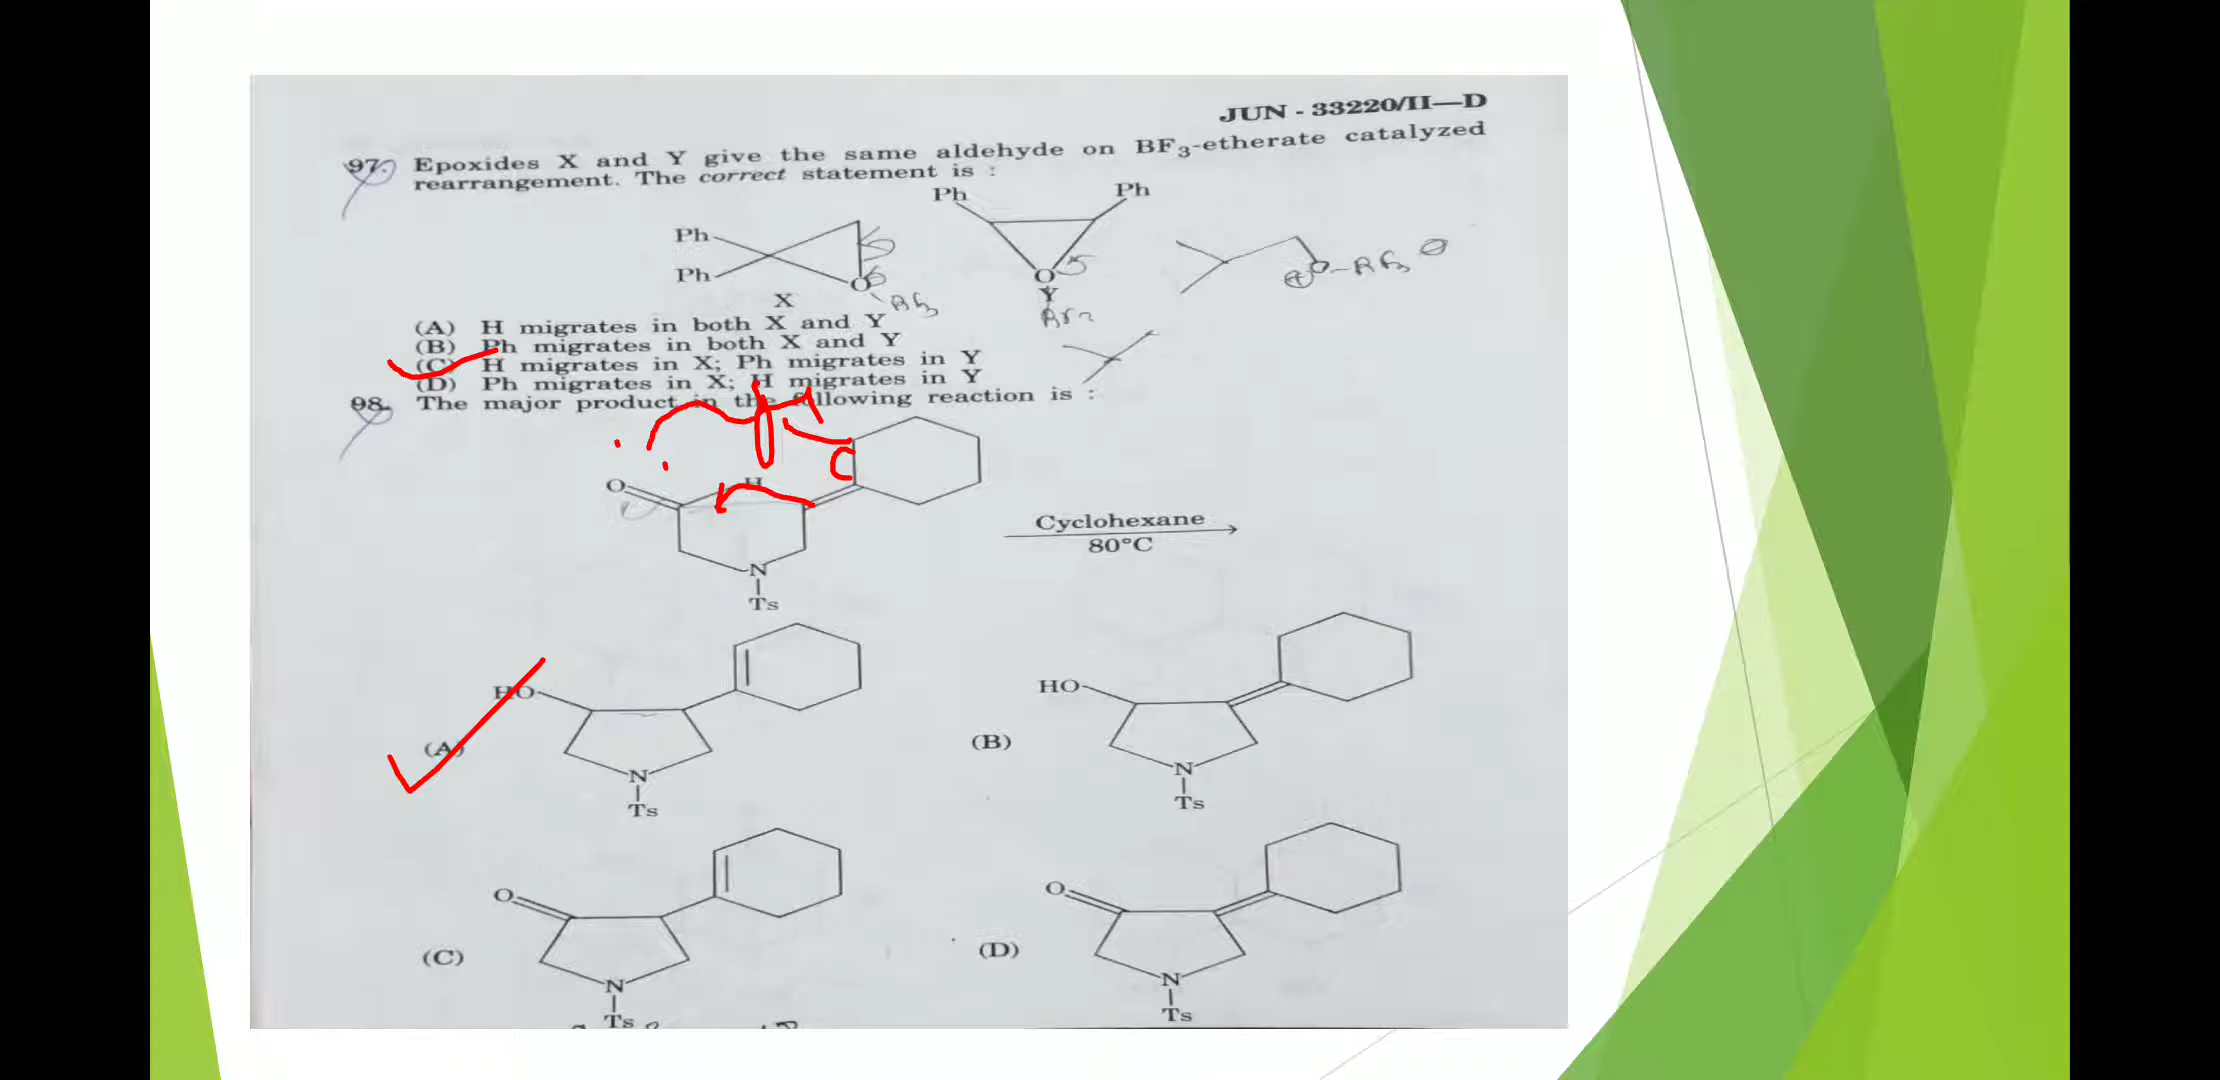 JUN - 33220/II—D
97. Epoxides X and Y give the same aldehyde on BF3-etherate catalyzed
rearrangement. The correct statement is :
Ph
Ph
O
X
Ph
Ph
O
Y
(A) H migrates in both X and Y
(B) Ph migrates in both X and Y
(C) H migrates in X; Ph migrates in Y
(D) Ph migrates in X; H migrates in Y
98. The major product in the following reaction is :
O
H
N
Ts
Cyclohexane
80°C
HO
N
Ts
(A)
HO
N
Ts
(B)
O
N
Ts
(C)
O
N
Ts
(D)